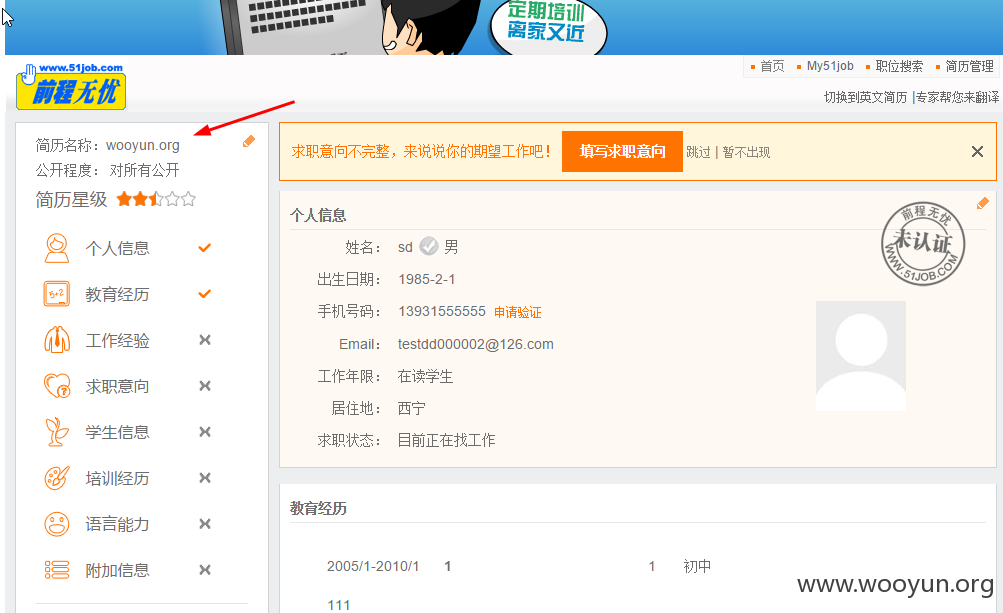 定期培训
离家又近
www.51job.com
前程无忧
首页 My51job 职位搜索 简历管理
切换到英文简历 |专家帮您来翻译
简历名称：wooyun.org
公开程度： 对所有公开
简历星级
个人信息
教育经历
工作经验
求职意向
学生信息
培训经历
语言能力
附加信息
求职意向不完整，来说说你的期望工作吧！ 填写求职意向 跳过 | 暂不出现
个人信息
前程无忧
未认证
WWW.51JOB.COM
姓名： sd 男
出生日期： 1985-2-1
手机号码： 13931555555 申请验证
Email： testdd000002@126.com
工作年限： 在读学生
居住地： 西宁
求职状态： 目前正在找工作
教育经历
2005/1-2010/1 1 1 初中
111
www.wooyun.org